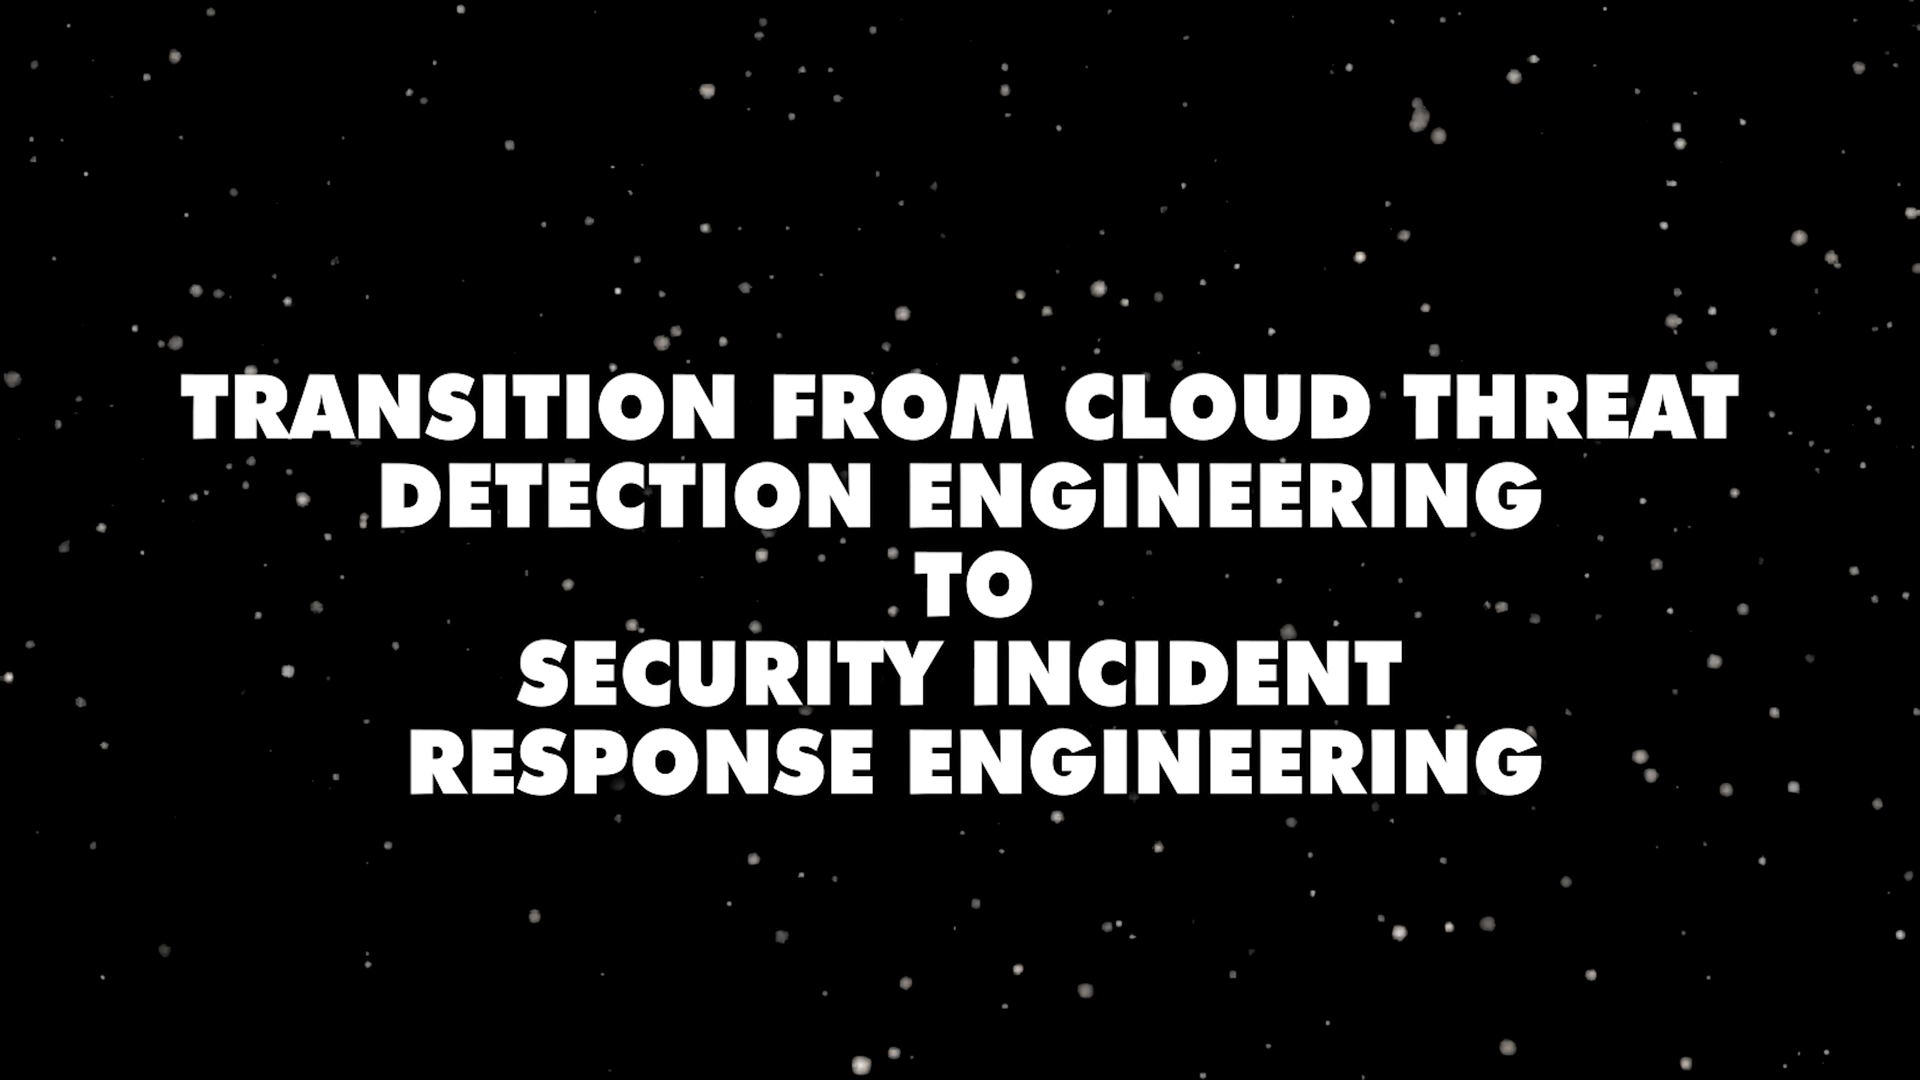 TRANSITION FROM CLOUD THREAT
DETECTION ENGINEERING
TO
SECURITY INCIDENT
RESPONSE ENGINEERING